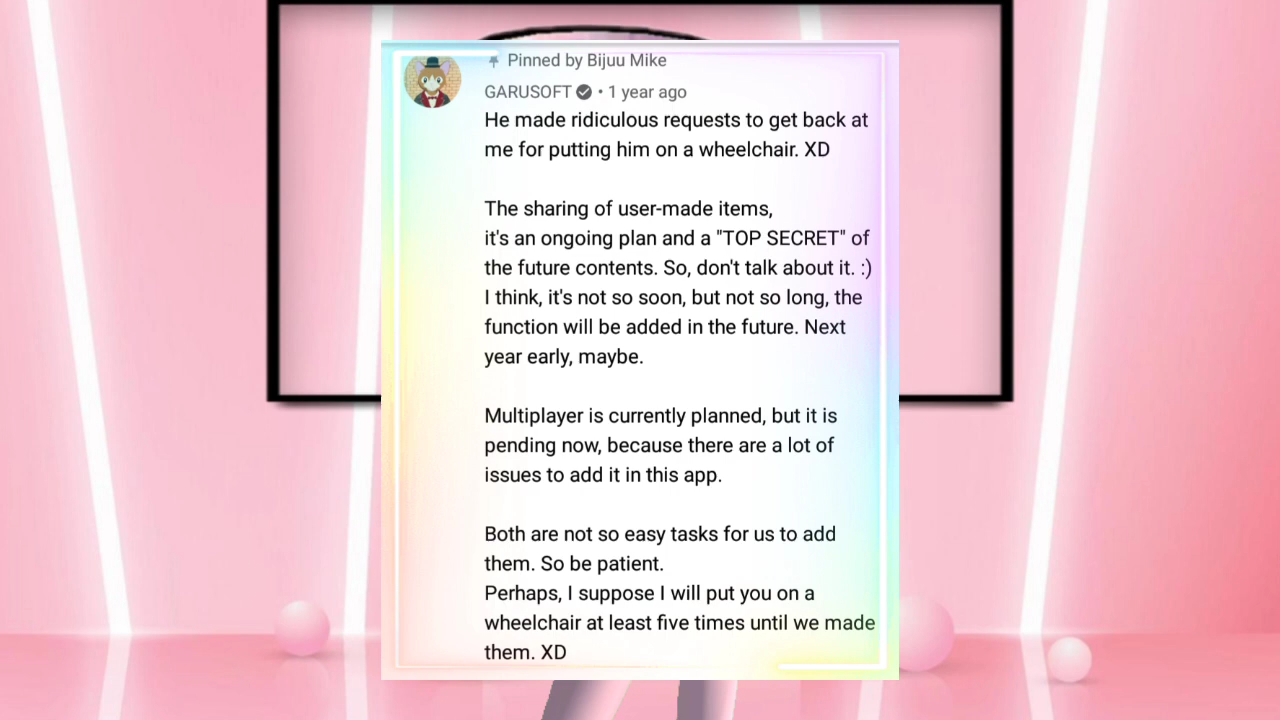 Pinned by Bijuu Mike
GARUSOFT • 1 year ago
He made ridiculous requests to get back at
me for putting him on a wheelchair. XD
The sharing of user-made items,
it's an ongoing plan and a "TOP SECRET" of
the future contents. So, don't talk about it. :)
I think, it's not so soon, but not so long, the
function will be added in the future. Next
year early, maybe.
Multiplayer is currently planned, but it is
pending now, because there are a lot of
issues to add it in this app.
Both are not so easy tasks for us to add
them. So be patient.
Perhaps, I suppose I will put you on a
wheelchair at least five times until we made
them. XD